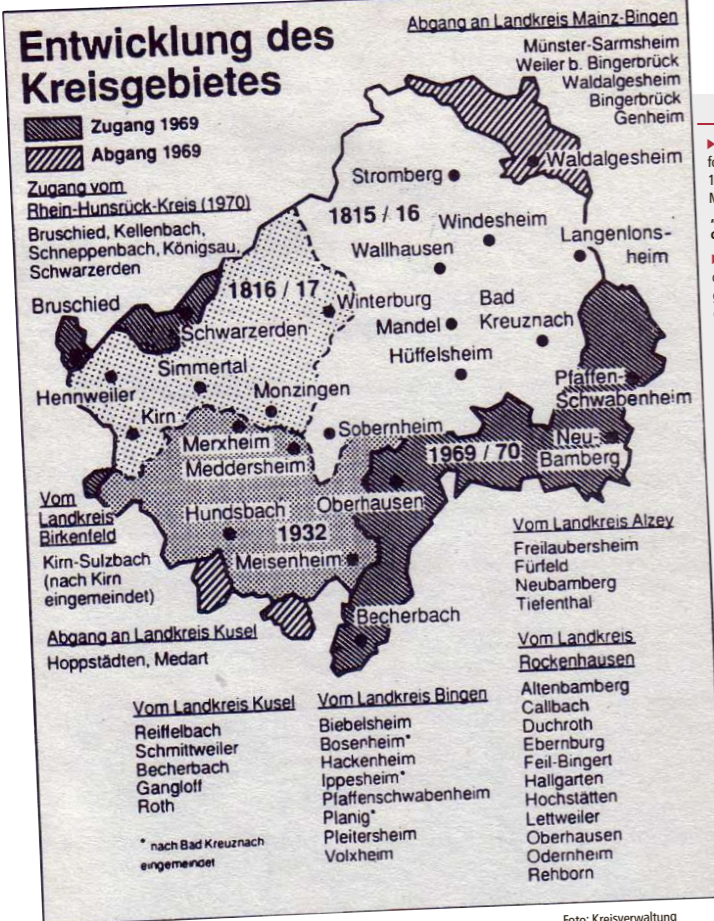 Entwicklung des
Kreisgebietes
Zugang 1969
Abgang 1969
Zugang vom
Rhein-Hunsrück-Kreis (1970)
Bruschied, Kellenbach,
Schneppenbach, Königsau,
Schwarzerden
Abgang an Landkreis Mainz-Bingen
Münster-Sarmsheim
Weiler b. Bingerbrück
Waldalgesheim
Bingerbrück
Genheim
Waldalgesheim
Stromberg
1815 / 16
Windesheim
Wallhausen
Langenlons-
heim
1816 / 17
Winterburg
Bad
Kreuznach
Mandel
Bruschied
Schwarzerden
Hüffelsheim
Simmertal
Monzingen
Hennweiler
Pfaffen-
Schwabenheim
Kirn
Sobernheim
Merxheim
Meddersheim
1969 / 70
Neu-
Bamberg
Oberhausen
Hundsbach
1932
Meisenheim
Becherbach
Vom
Landkreis
Birkenfeld
Kirn-Sulzbach
(nach Kirn
eingemeindet)
Abgang an Landkreis Kusel
Hoppstädten, Medart
Vom Landkreis Alzey
Freilaubersheim
Fürfeld
Neubamberg
Tiefenthal
Vom Landkreis Kusel
Reiffelbach
Schmittweiler
Becherbach
Gangloff
Roth
* nach Bad Kreuznach
eingemeindet
Vom Landkreis Bingen
Biebelsheim
Bosenheim*
Hackenheim
Ippesheim*
Pfaffenschwabenheim
Planig*
Pleitersheim
Volxheim
Vom Landkreis
Rockenhausen
Altenbamberg
Callbach
Duchroth
Ebernburg
Feil-Bingert
Hallgarten
Hochstätten
Lettweiler
Oberhausen
Odernheim
Rehborn
Foto: Kreisverwaltung